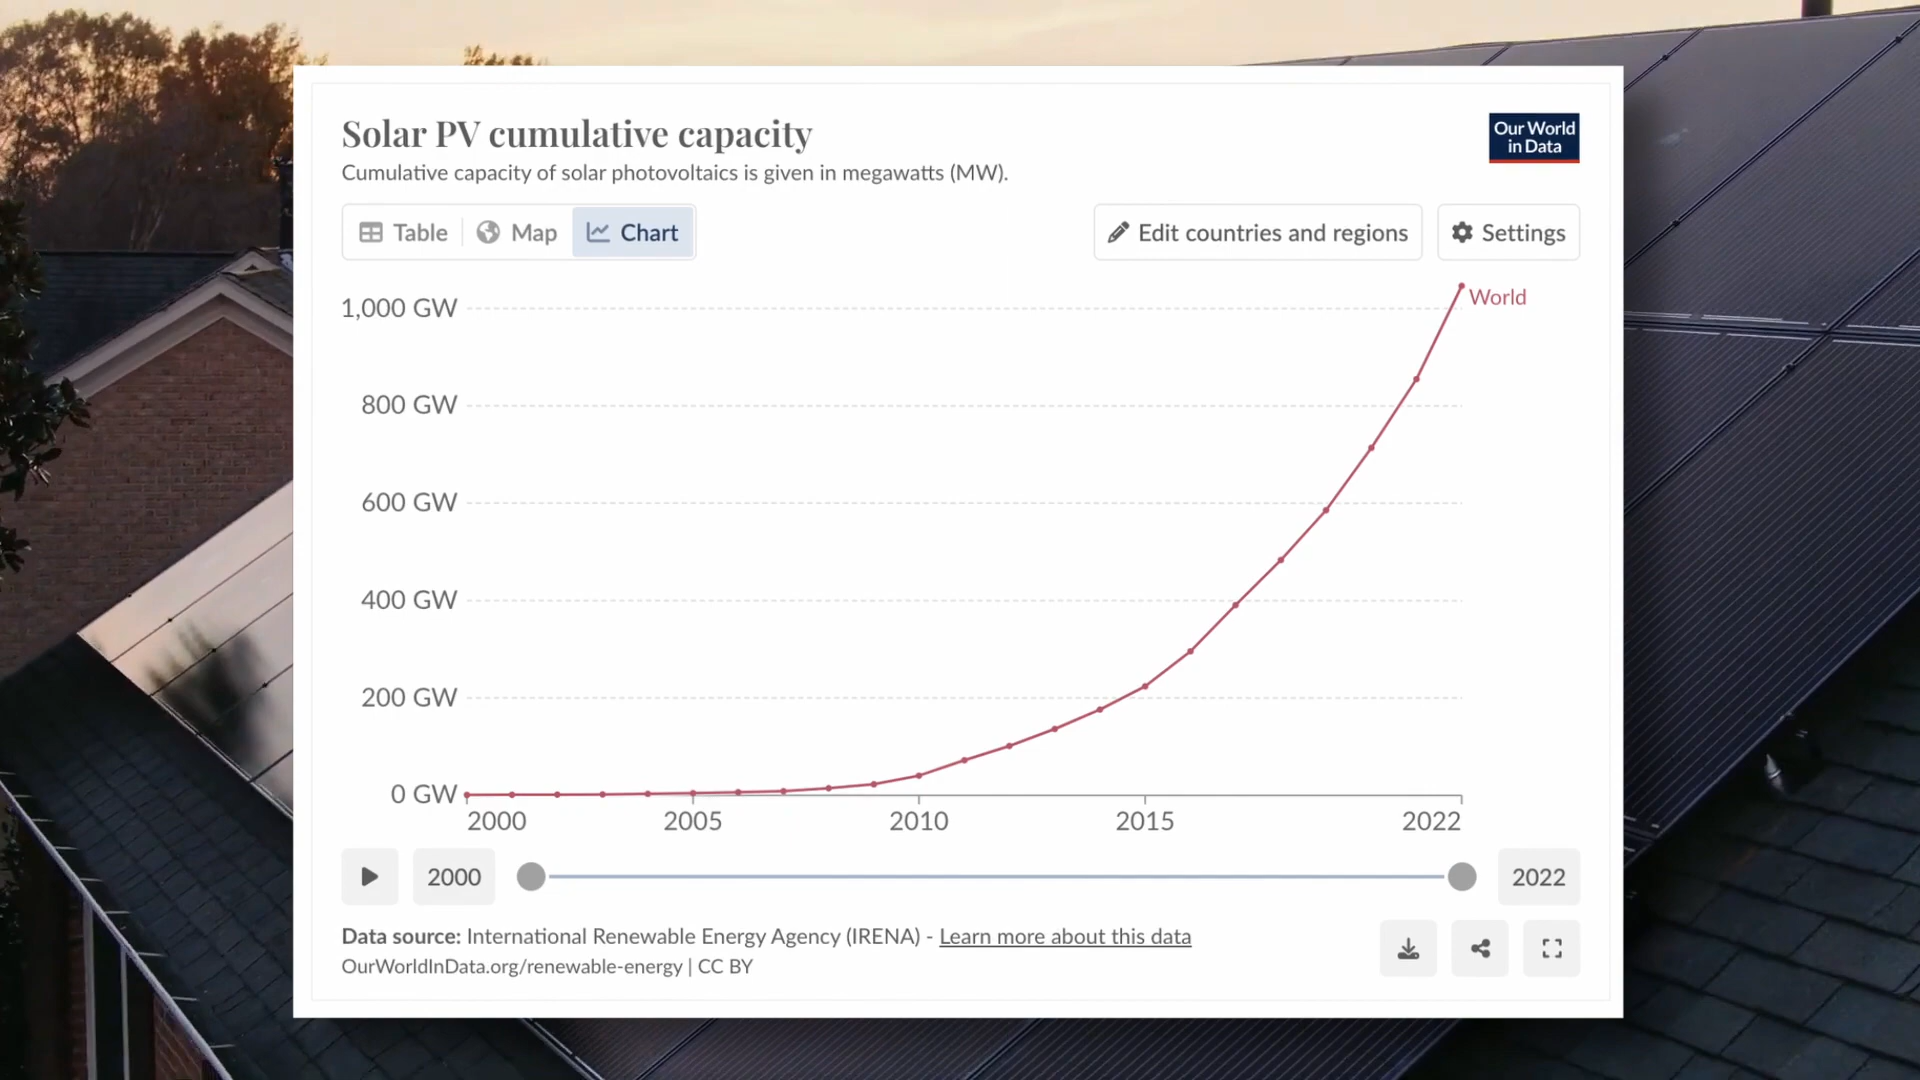 Solar PV cumulative capacity
Cumulative capacity of solar photovoltaics is given in megawatts (MW).
Our World
in Data
Table Map Chart
Edit countries and regions
Settings
1,000 GW
World
800 GW
600 GW
400 GW
200 GW
0 GW
2000 2005 2010 2015 2022
2000
2022
Data source: International Renewable Energy Agency (IRENA) - Learn more about this data
OurWorldInData.org/renewable-energy | CC BY